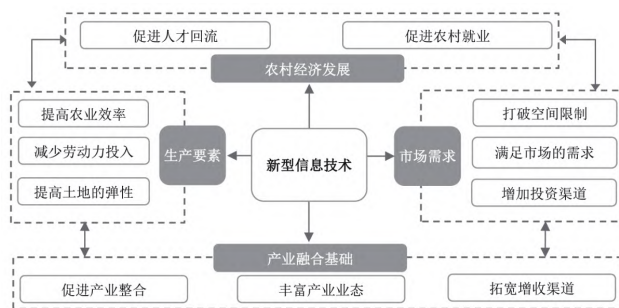 促进人才回流
促进农村就业
农村经济发展
提高农业效率
减少劳动力投入
提高土地的弹性
生产要素
新型信息技术
市场需求
打破空间限制
满足市场的需求
增加投资渠道
产业融合基础
促进产业整合
丰富产业业态
拓宽增收渠道